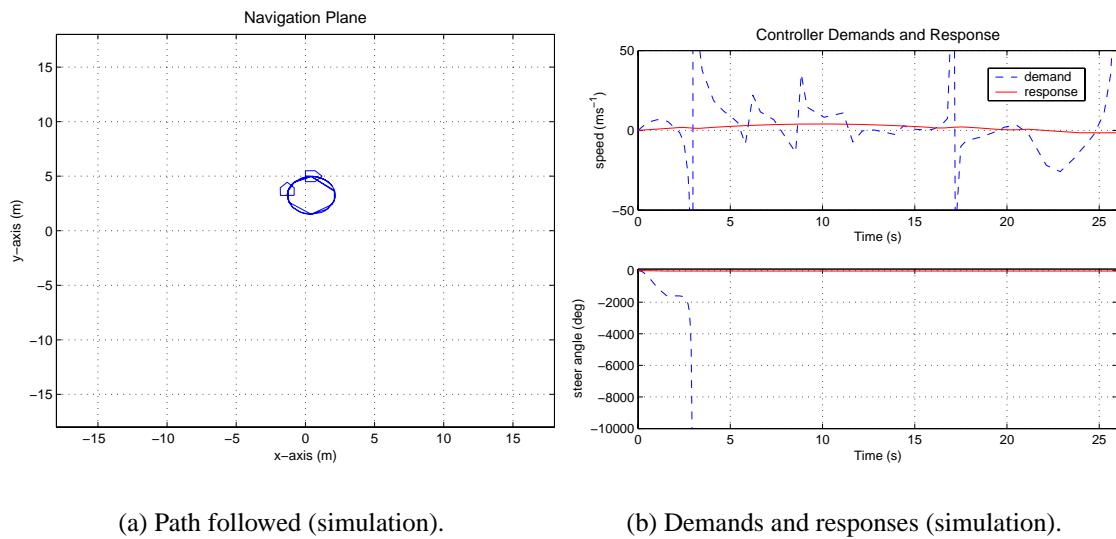 Navigation Plane
15
10
5
0
−5
−10
−15
y−axis (m)
−15 −10 −5 0 5 10 15
x−axis (m)
(a) Path followed (simulation).
Controller Demands and Response
50
0
−50
speed (ms⁻¹)
demand
response
0 5 10 15 20 25
Time (s)
0
−2000
−4000
−6000
−8000
−10000
steer angle (deg)
0 5 10 15 20 25
Time (s)
(b) Demands and responses (simulation).